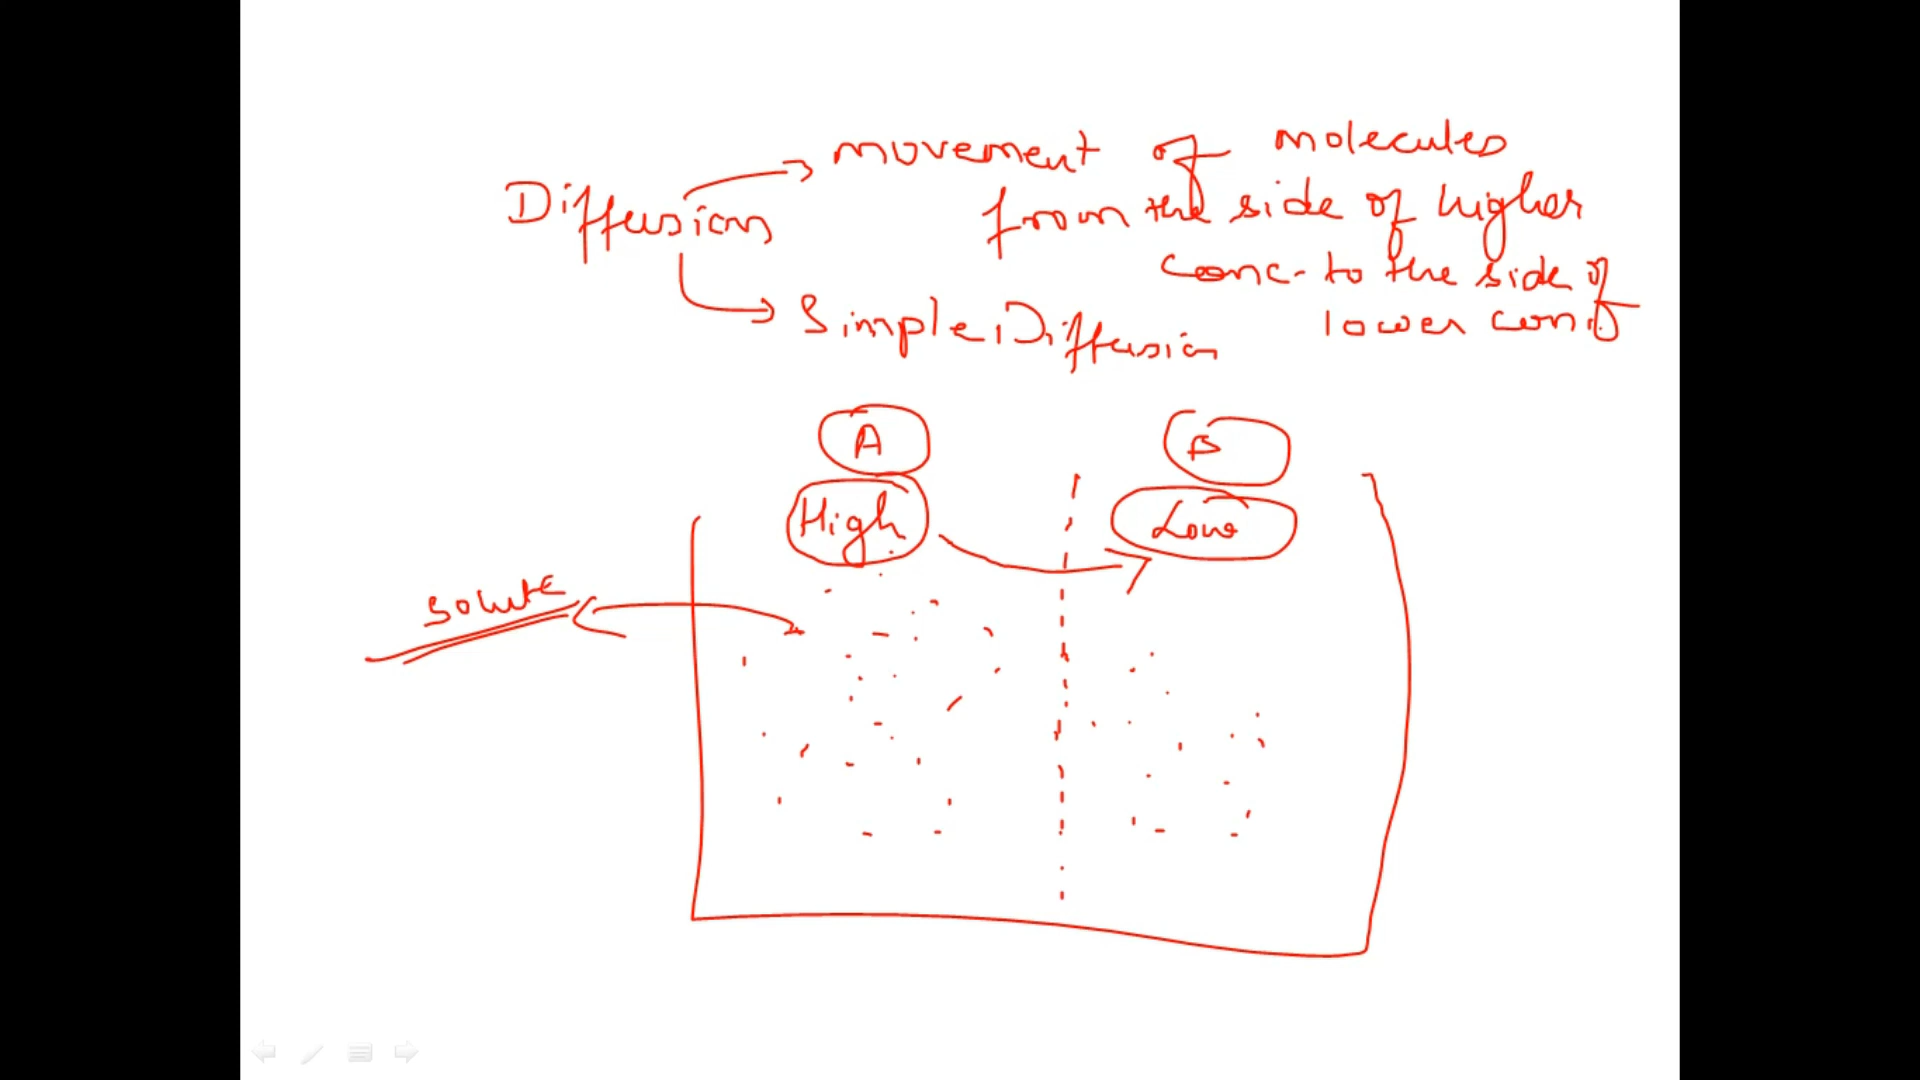 Diffusion
movement of molecules
from the side of higher
conc- to the side of
lower conc
Simple Diffusion
A
B
High
Low
solute